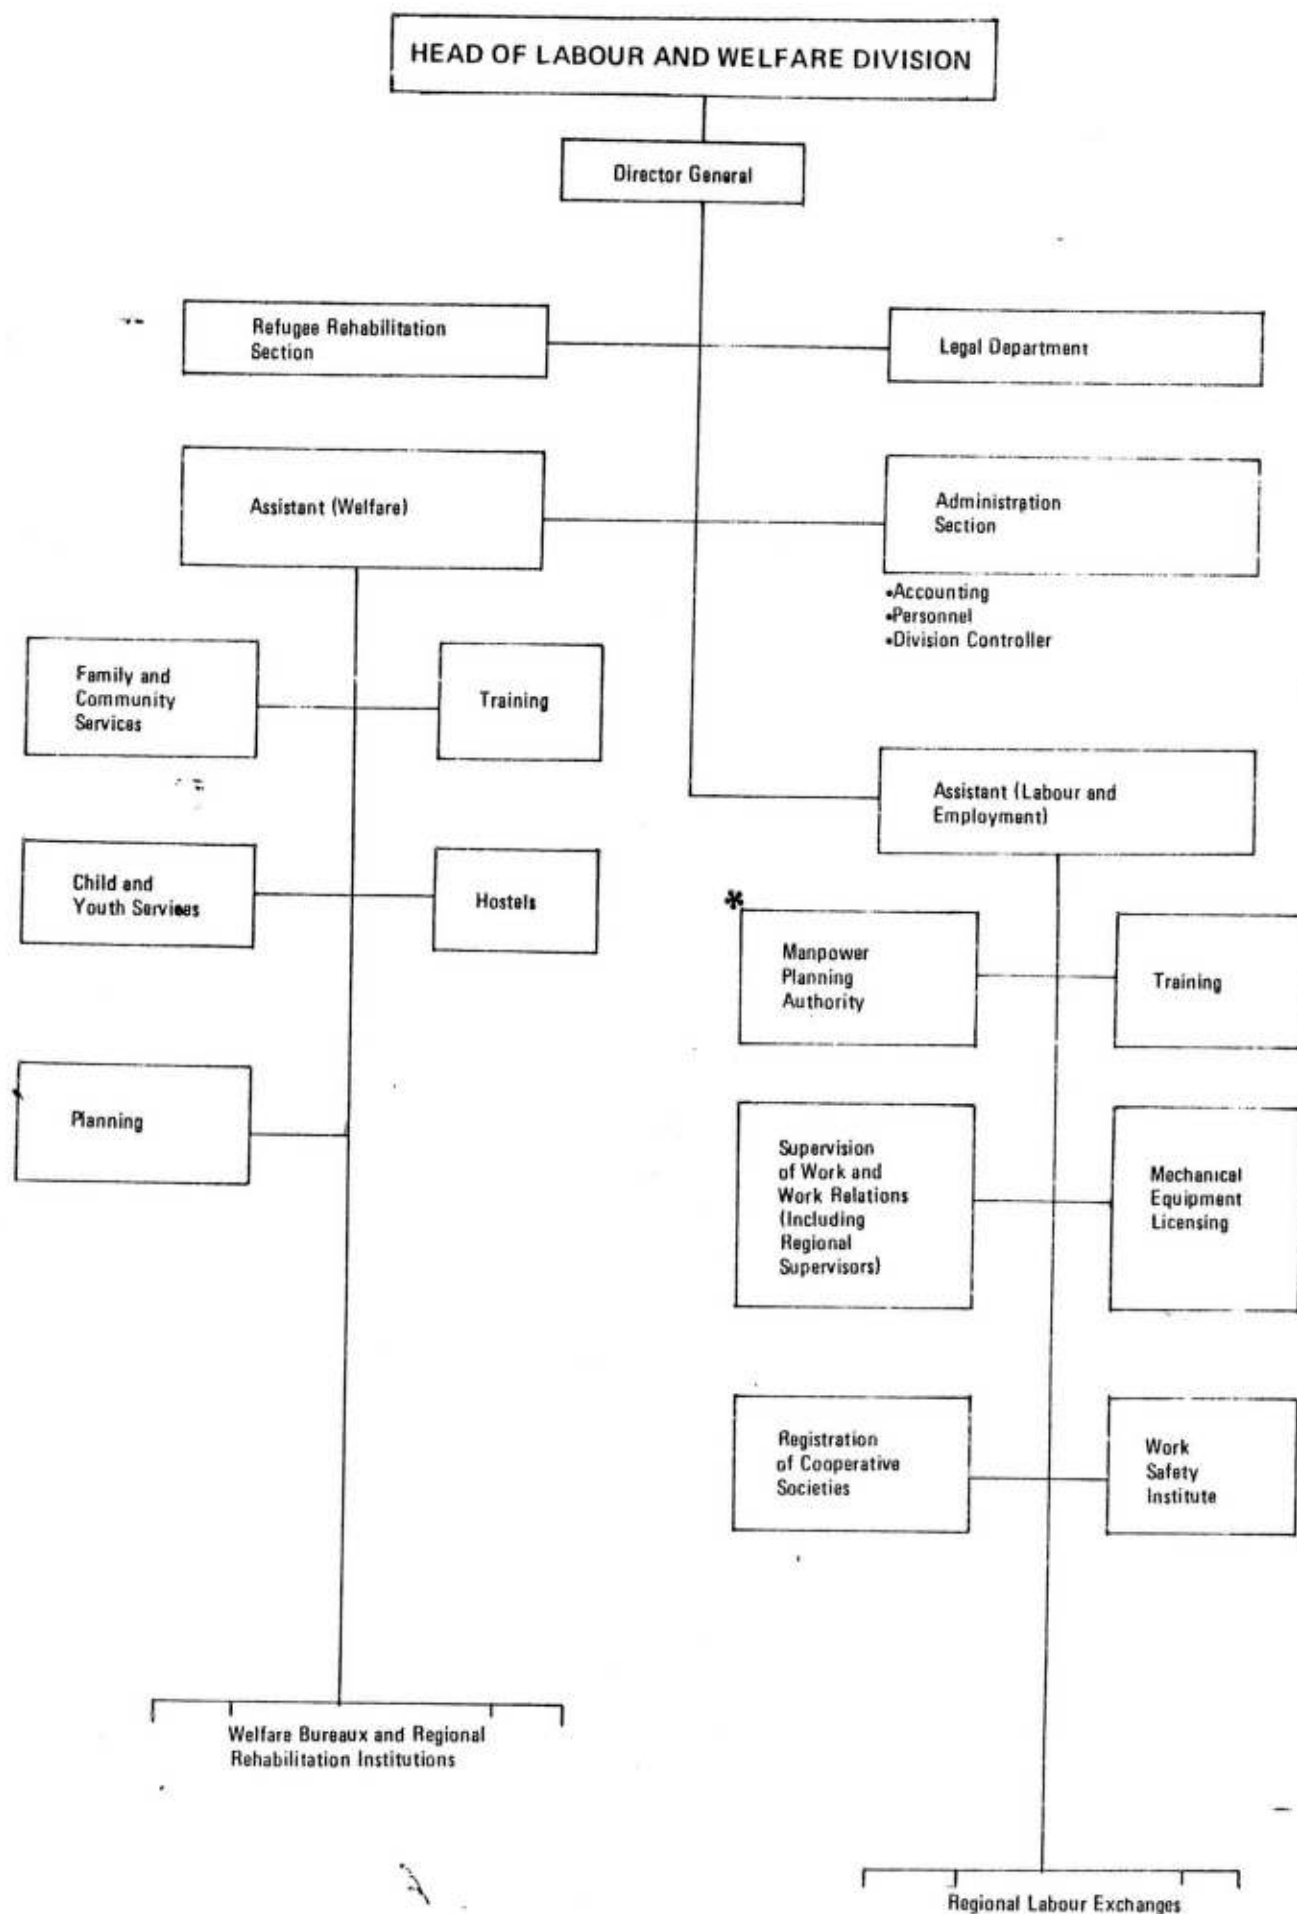 HEAD OF LABOUR AND WELFARE DIVISION
Director General
Refugee Rehabilitation
Section
Legal Department
Assistant (Welfare)
Administration
Section
•Accounting
•Personnel
•Division Controller
Family and
Community
Services
Training
Assistant (Labour and
Employment)
Child and
Youth Services
Hostels
*
Manpower
Planning
Authority
Training
Planning
Supervision
of Work and
Work Relations
(Including
Regional
Supervisors)
Mechanical
Equipment
Licensing
Registration
of Cooperative
Societies
Work
Safety
Institute
Welfare Bureaux and Regional
Rehabilitation Institutions
Regional Labour Exchanges